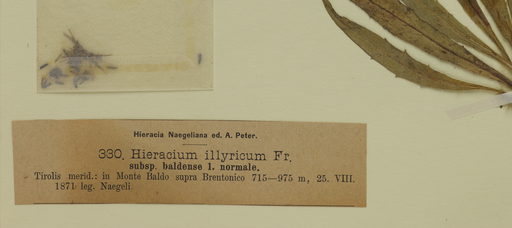 Hieracia Naegeliana ed. A. Peter.
330. Hieracium illyricum Fr.
subsp. baldense 1. normale.
Tirolis merid.: in Monte Baldo supra Brentonico 715—975 m, 25. VIII.
1871 leg. Naegeli.